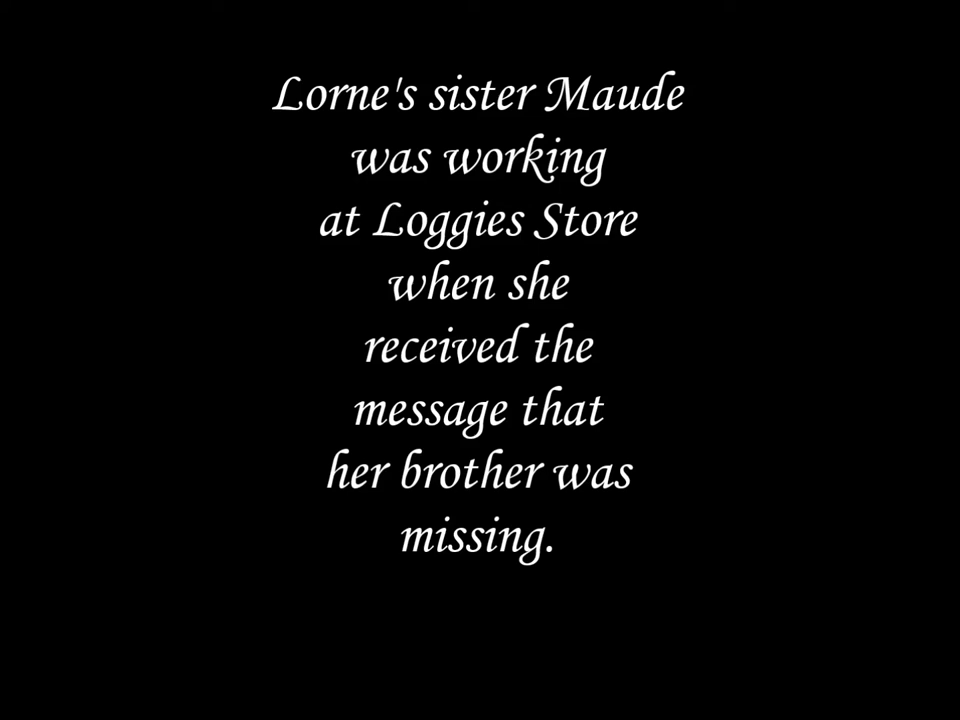 Lorne's sister Maude
was working
at Loggies Store
when she
received the
message that
her brother was
missing.